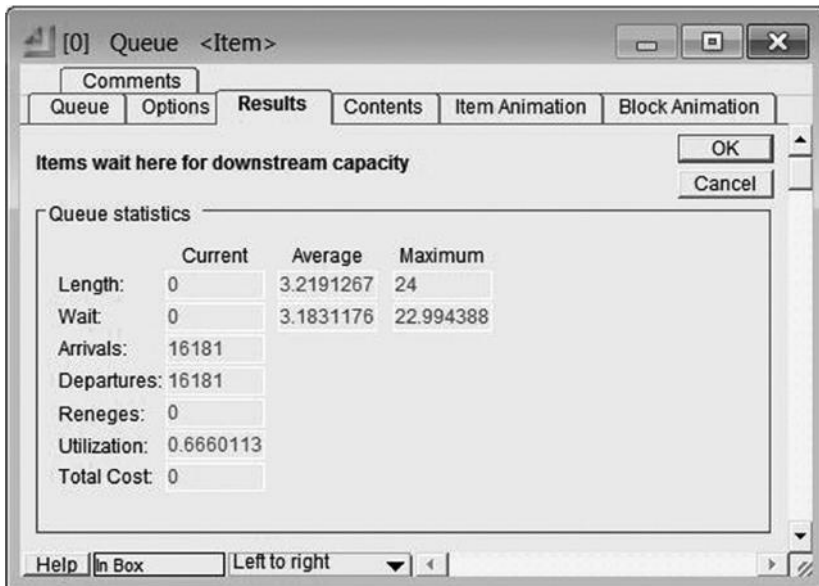 [0] Queue <Item>
Comments
Queue Options Results Contents Item Animation Block Animation
Items wait here for downstream capacity
OK
Cancel
Queue statistics
Current Average Maximum
Length: 0 3.2191267 24
Wait: 0 3.1831176 22.994388
Arrivals: 16181
Departures: 16181
Reneges: 0
Utilization: 0.6660113
Total Cost: 0
Help In Box Left to right